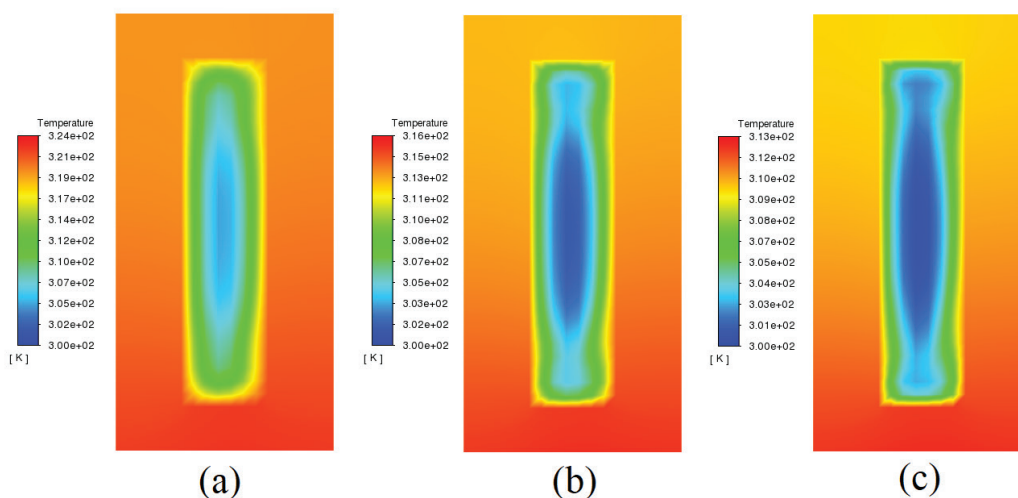 Temperature
3.24e+02
3.21e+02
3.19e+02
3.17e+02
3.14e+02
3.12e+02
3.10e+02
3.07e+02
3.05e+02
3.02e+02
3.00e+02
[ K ]
(a)
Temperature
3.16e+02
3.15e+02
3.13e+02
3.12e+02
3.11e+02
3.09e+02
3.08e+02
3.06e+02
3.05e+02
3.03e+02
3.02e+02
3.00e+02
[ K ]
(b)
Temperature
3.13e+02
3.12e+02
3.10e+02
3.09e+02
3.08e+02
3.07e+02
3.05e+02
3.04e+02
3.03e+02
3.01e+02
3.00e+02
[ K ]
(c)